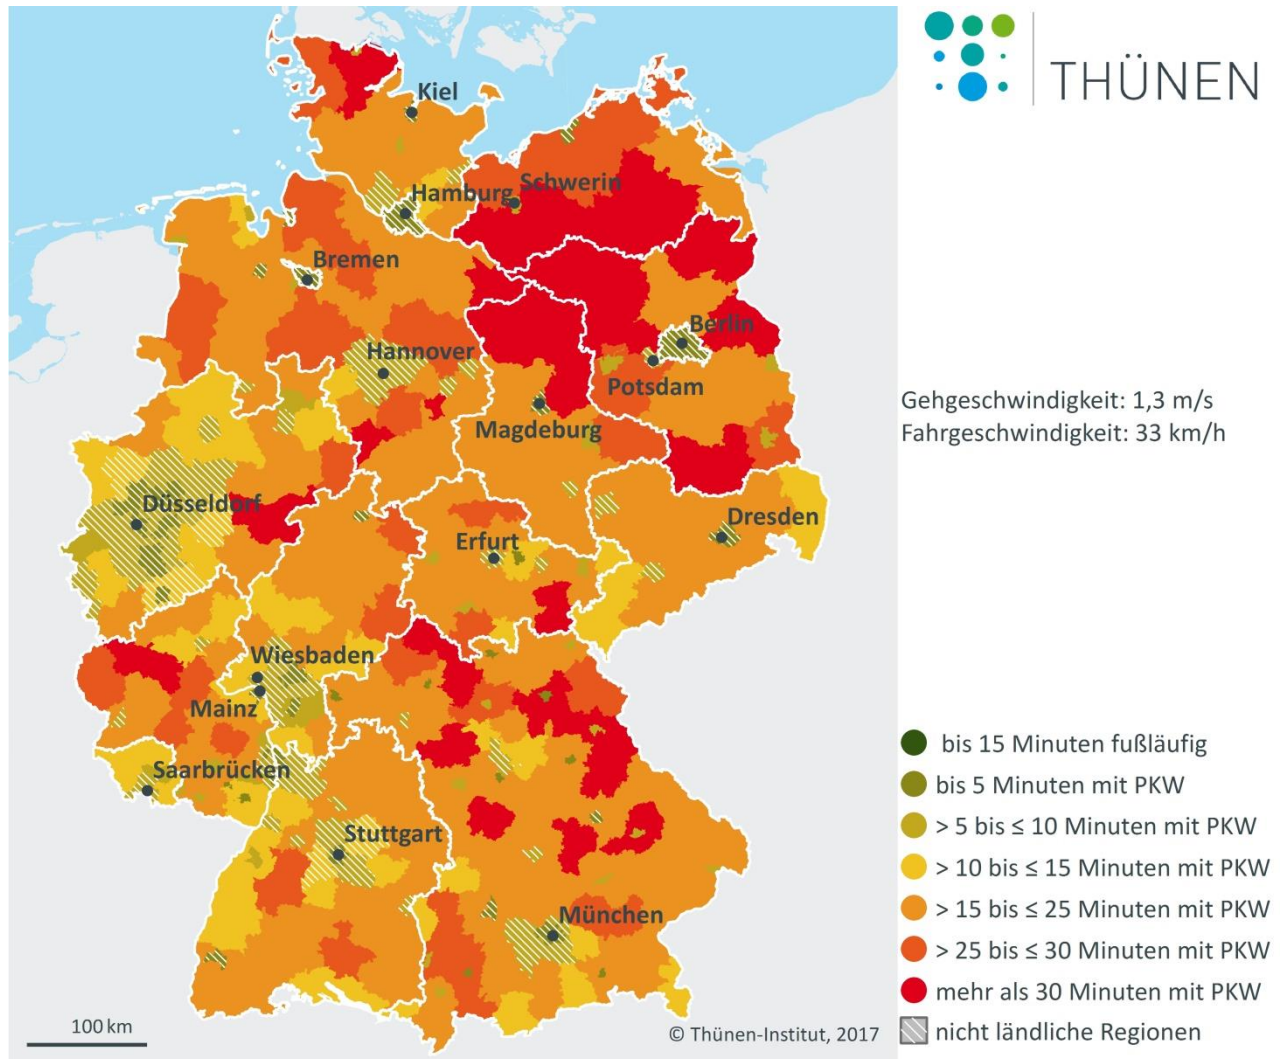 THÜNEN
Kiel
Schwerin
Hamburg
Bremen
Berlin
Hannover
Potsdam
Magdeburg
Gehgeschwindigkeit: 1,3 m/s
Fahrgeschwindigkeit: 33 km/h
Düsseldorf
Dresden
Erfurt
Wiesbaden
Mainz
Saarbrücken
Stuttgart
München
bis 15 Minuten fußläufig
bis 5 Minuten mit PKW
> 5 bis ≤ 10 Minuten mit PKW
> 10 bis ≤ 15 Minuten mit PKW
> 15 bis ≤ 25 Minuten mit PKW
> 25 bis ≤ 30 Minuten mit PKW
mehr als 30 Minuten mit PKW
nicht ländliche Regionen
100 km
© Thünen-Institut, 2017